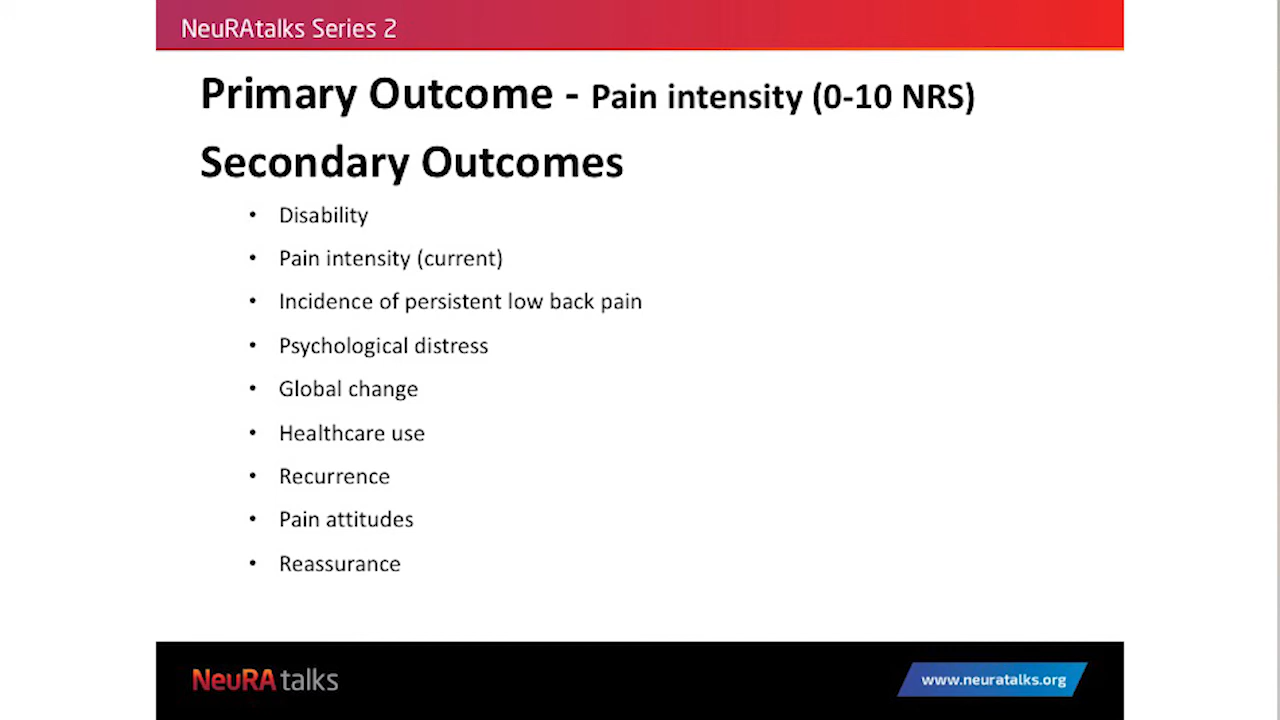 NeuRAtalks Series 2
Primary Outcome - Pain intensity (0-10 NRS)
Secondary Outcomes
• Disability
• Pain intensity (current)
• Incidence of persistent low back pain
• Psychological distress
• Global change
• Healthcare use
• Recurrence
• Pain attitudes
• Reassurance
NeuRA talks
www.neuratalks.org